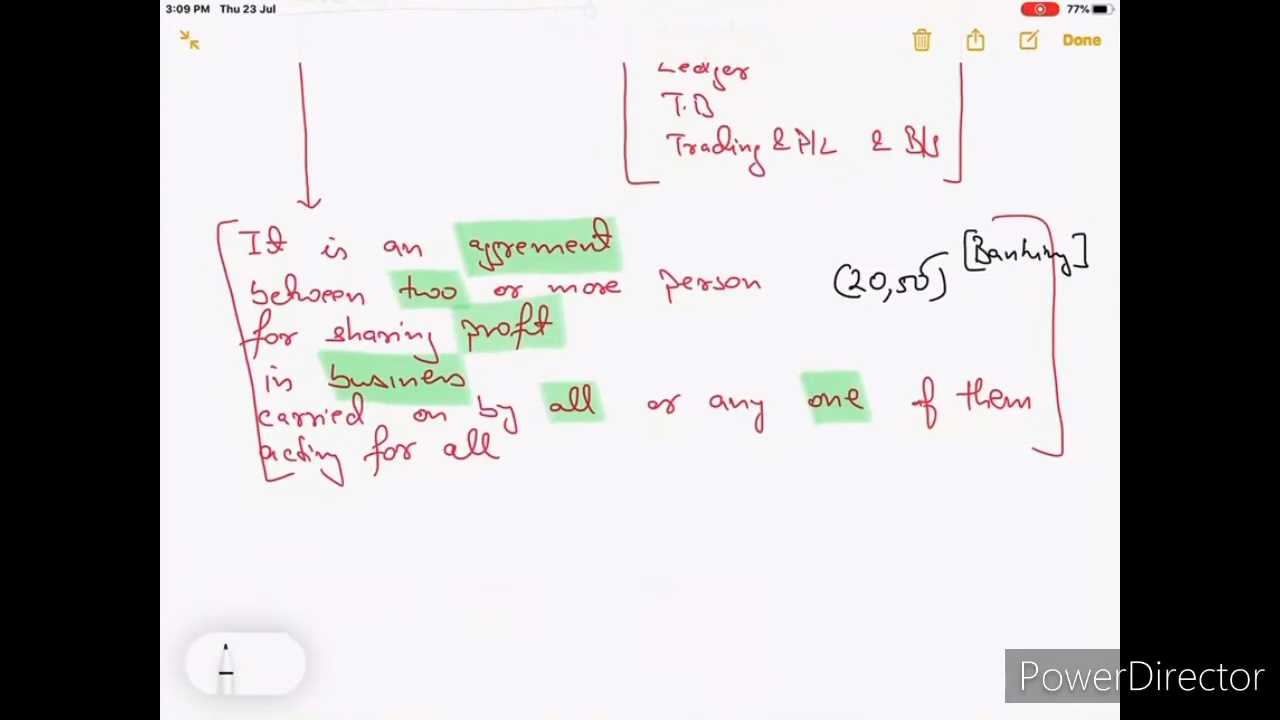 3:09 PM Thu 23 Jul 77%
Done
Ledger
T.B
Trading & P/L & B/S
It is an aggrement
between two or more person (20,50) [Banking]
for sharing profit
in business
carried on by all or any one of them
acting for all
PowerDirector